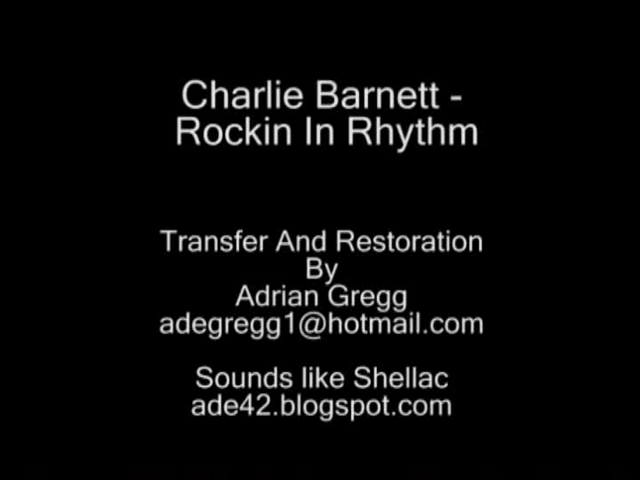 Charlie Barnett -
Rockin In Rhythm
Transfer And Restoration
By
Adrian Gregg
adegregg1@hotmail.com
Sounds like Shellac
ade42.blogspot.com